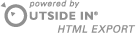 powered by
OUTSIDE IN®
HTML EXPORT